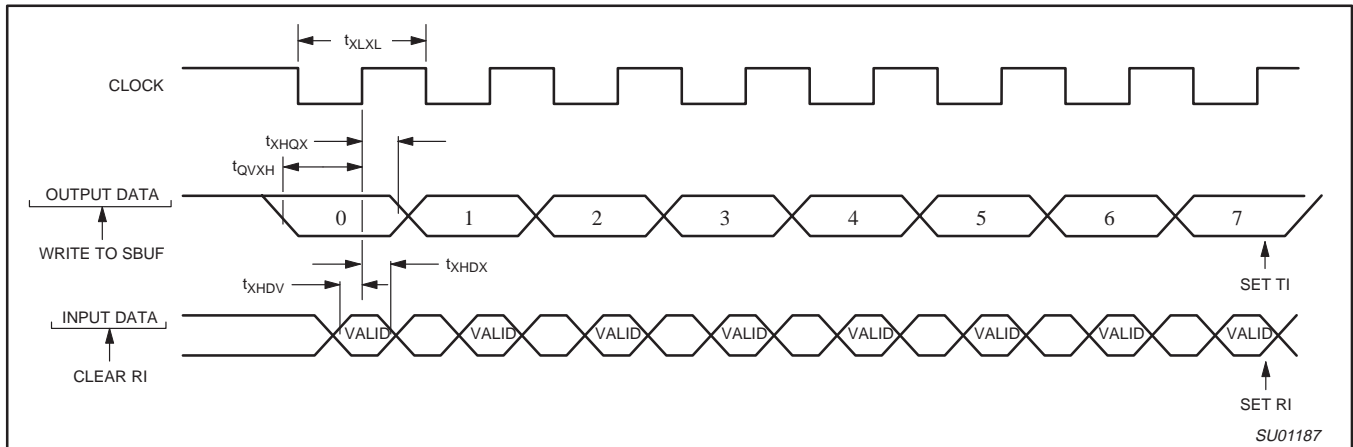 tXLXL
CLOCK
tXHQX
tQVXH
OUTPUT DATA
0 1 2 3 4 5 6 7
WRITE TO SBUF
tXHDX
SET TI
tXHDV
INPUT DATA
VALID VALID VALID VALID VALID VALID VALID VALID
CLEAR RI
SET RI
SU01187